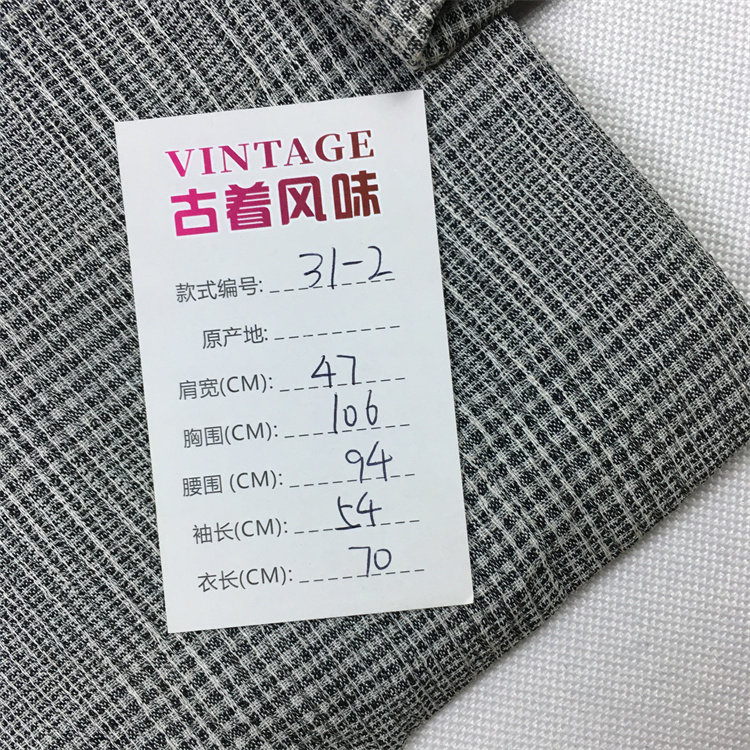 VINTAGE
古着风味
款式编号: 31-2
原产地:
肩宽(CM): 47
胸围(CM): 106
腰围 (CM): 94
袖长(CM): 54
衣长(CM): 70